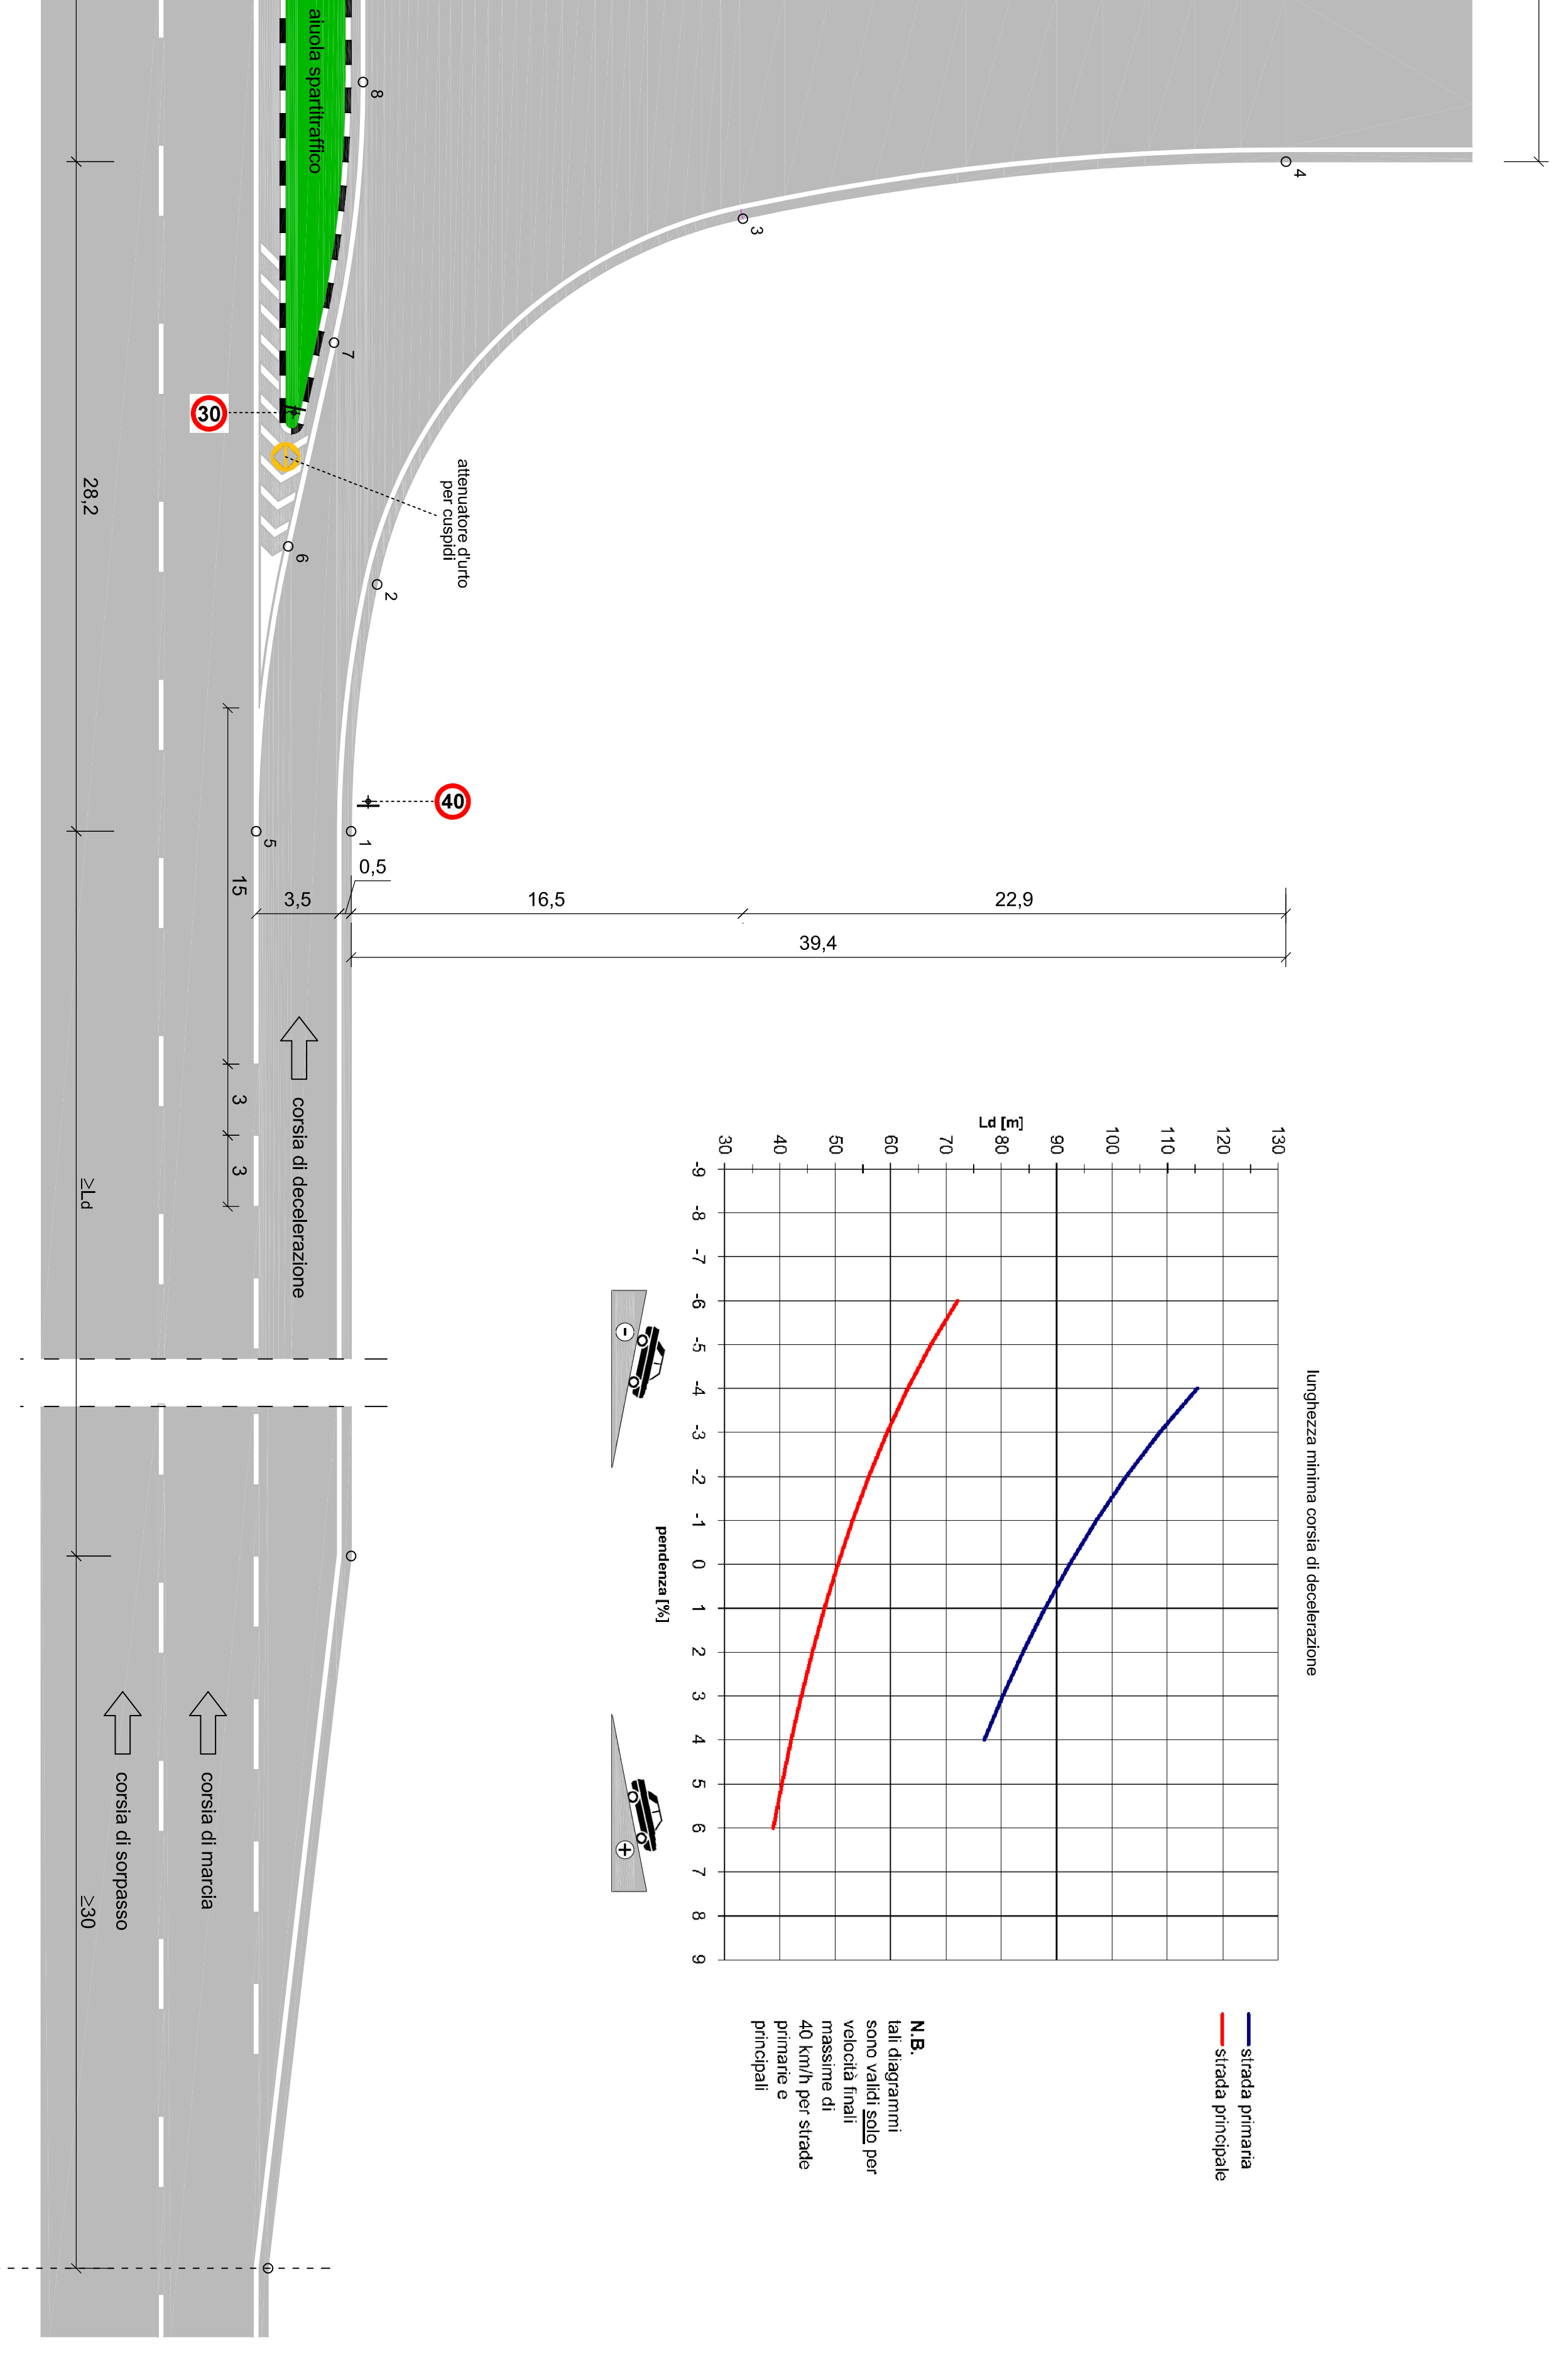 aiuola spartitraffico
8
4
3
7
30
attenuatore d'urto
per cuspidi
28,2
6
2
40
5
1
0,5
15
3,5
16,5
22,9
39,4
3
3
≥Ld
corsia di decelerazione
lunghezza minima corsia di decelerazione
Ld [m]
130
120
110
100
90
80
70
60
50
40
30
-9 -8 -7 -6 -5 -4 -3 -2 -1 0 1 2 3 4 5 6 7 8 9
pendenza [%]
-
+
strada primaria
strada principale
N.B.
tali diagrammi
sono validi solo per
velocità finali
massime di
40 km/h per strade
primarie e
principali
corsia di marcia
corsia di sorpasso
≥30